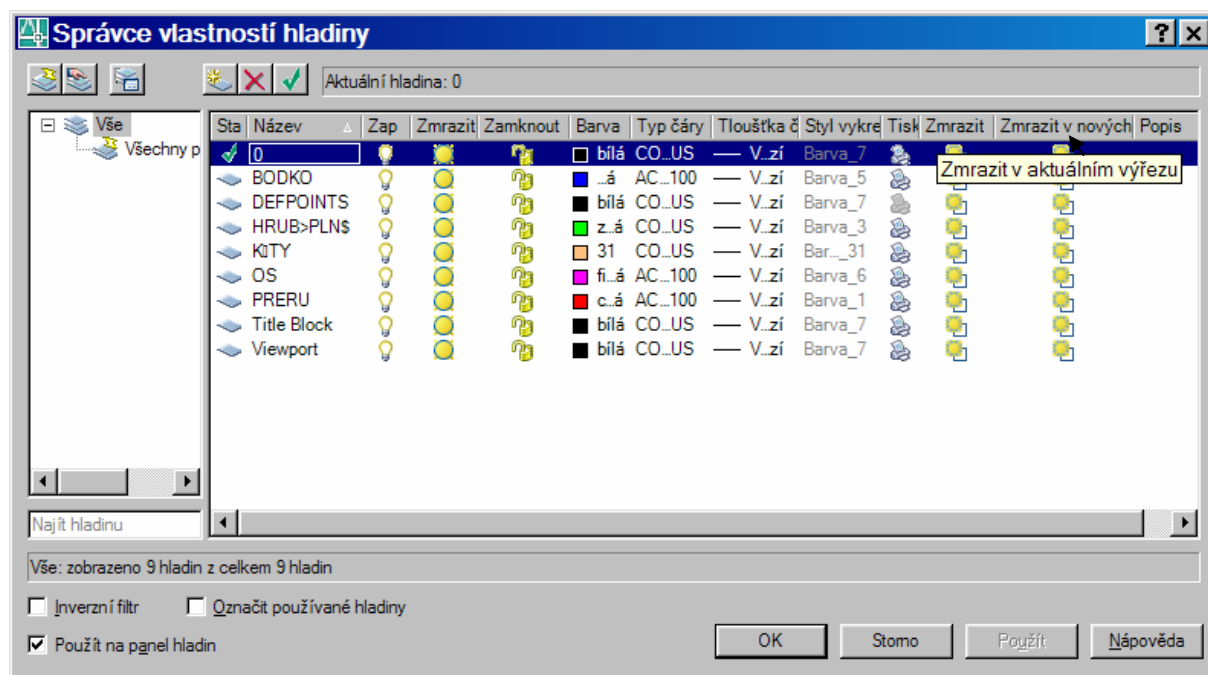 Správce vlastností hladiny
Aktuální hladina: 0
Vše
Všechny p
Sta Název Zap Zmrazit Zamknout Barva Typ čáry Tloušťka č Styl vykre Tisk Zmrazit Zmrazit v nových Popis
0 bílá CO...US V...zí Barva_7
Zmrazit v aktuálním výřezu
BODKO ...á AC...100 V...zí Barva_5
DEFPOINTS bílá CO...US V...zí Barva_7
HRUB>PLN$ z...á CO...US V...zí Barva_3
KITY 31 CO...US V...zí Bar..._31
OS fi...á AC...100 V...zí Barva_6
PRERU c...á AC...100 V...zí Barva_1
Title Block bílá CO...US V...zí Barva_7
Viewport bílá CO...US V...zí Barva_7
Najít hladinu
Vše: zobrazeno 9 hladin z celkem 9 hladin
Inverzní filtr Označit používané hladiny
Použít na panel hladin
OK Storno Použít Nápověda